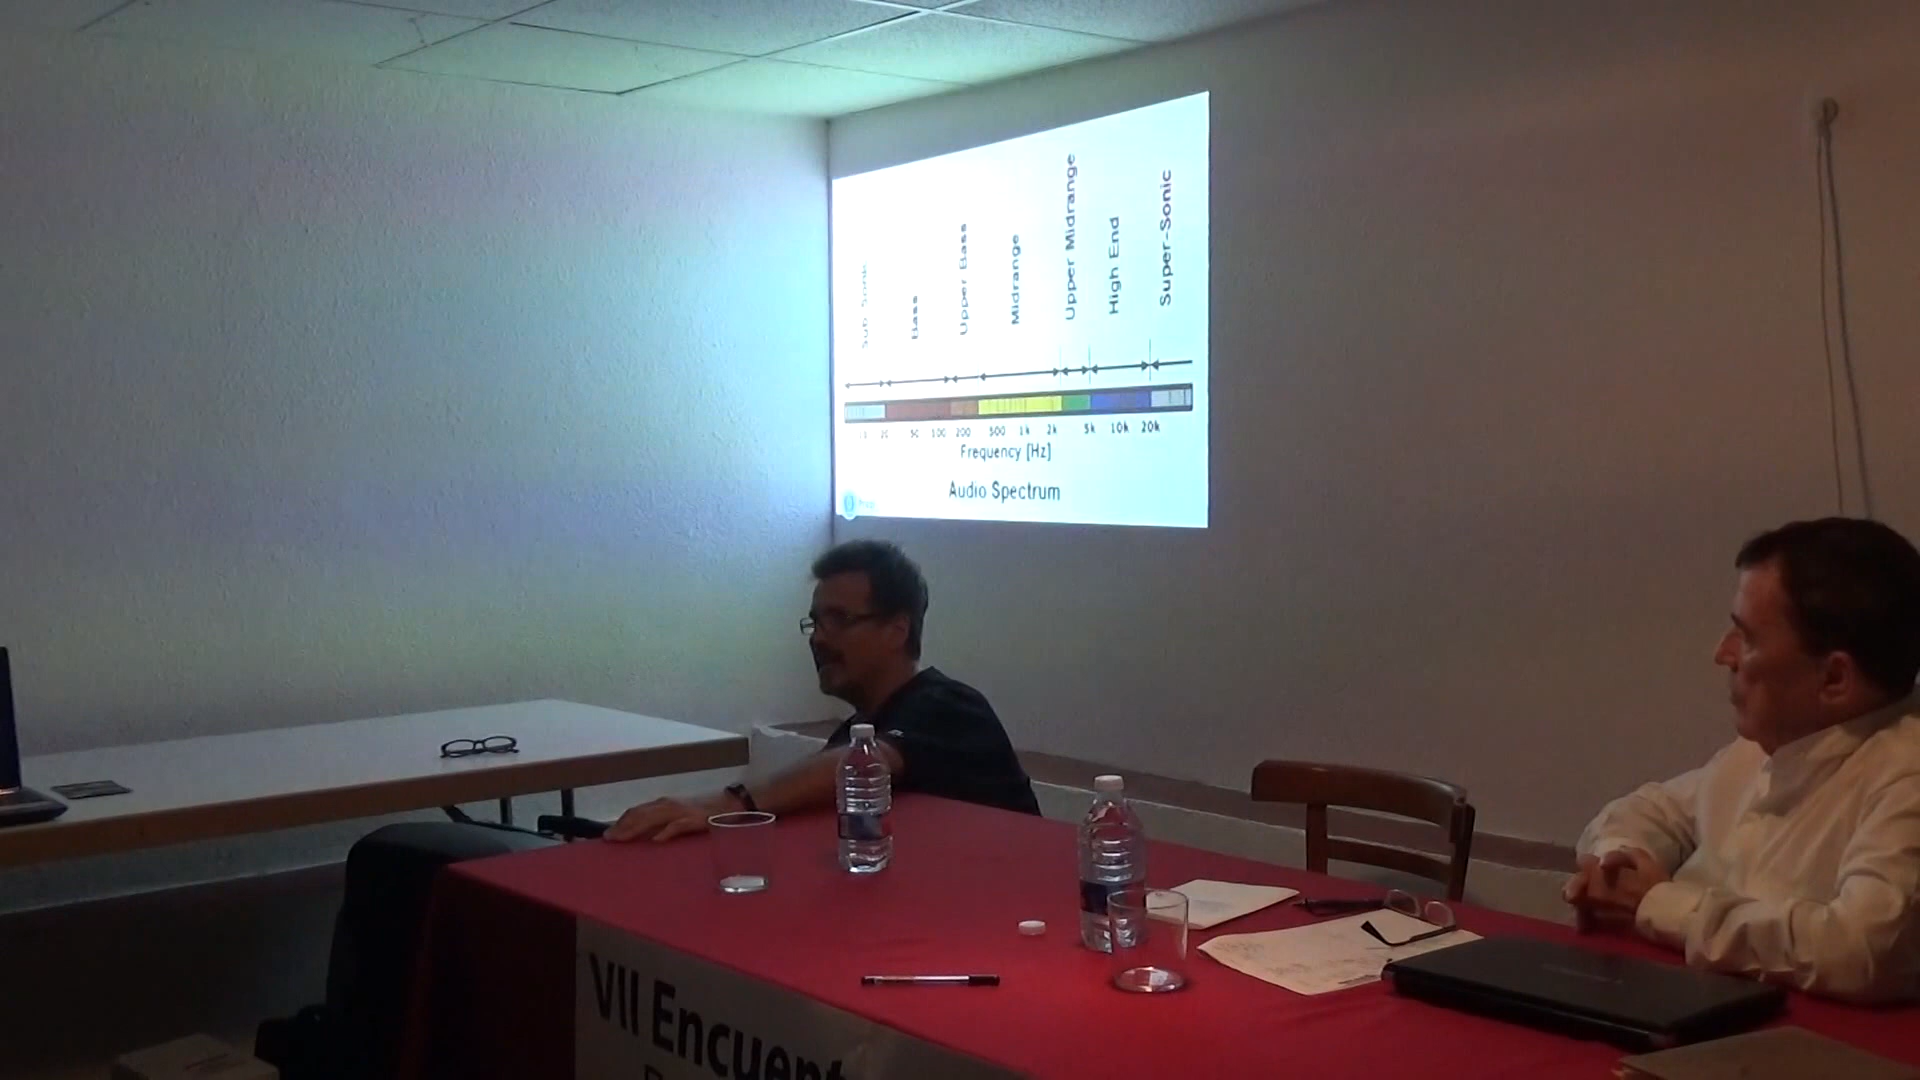 Sub Sonic
Bass
Upper Bass
Midrange
Upper Midrange
High End
Super-Sonic
20 50 100 200 500 1k 2k 5k 10k 20k
Frequency [Hz]
Audio Spectrum
VII Encuent